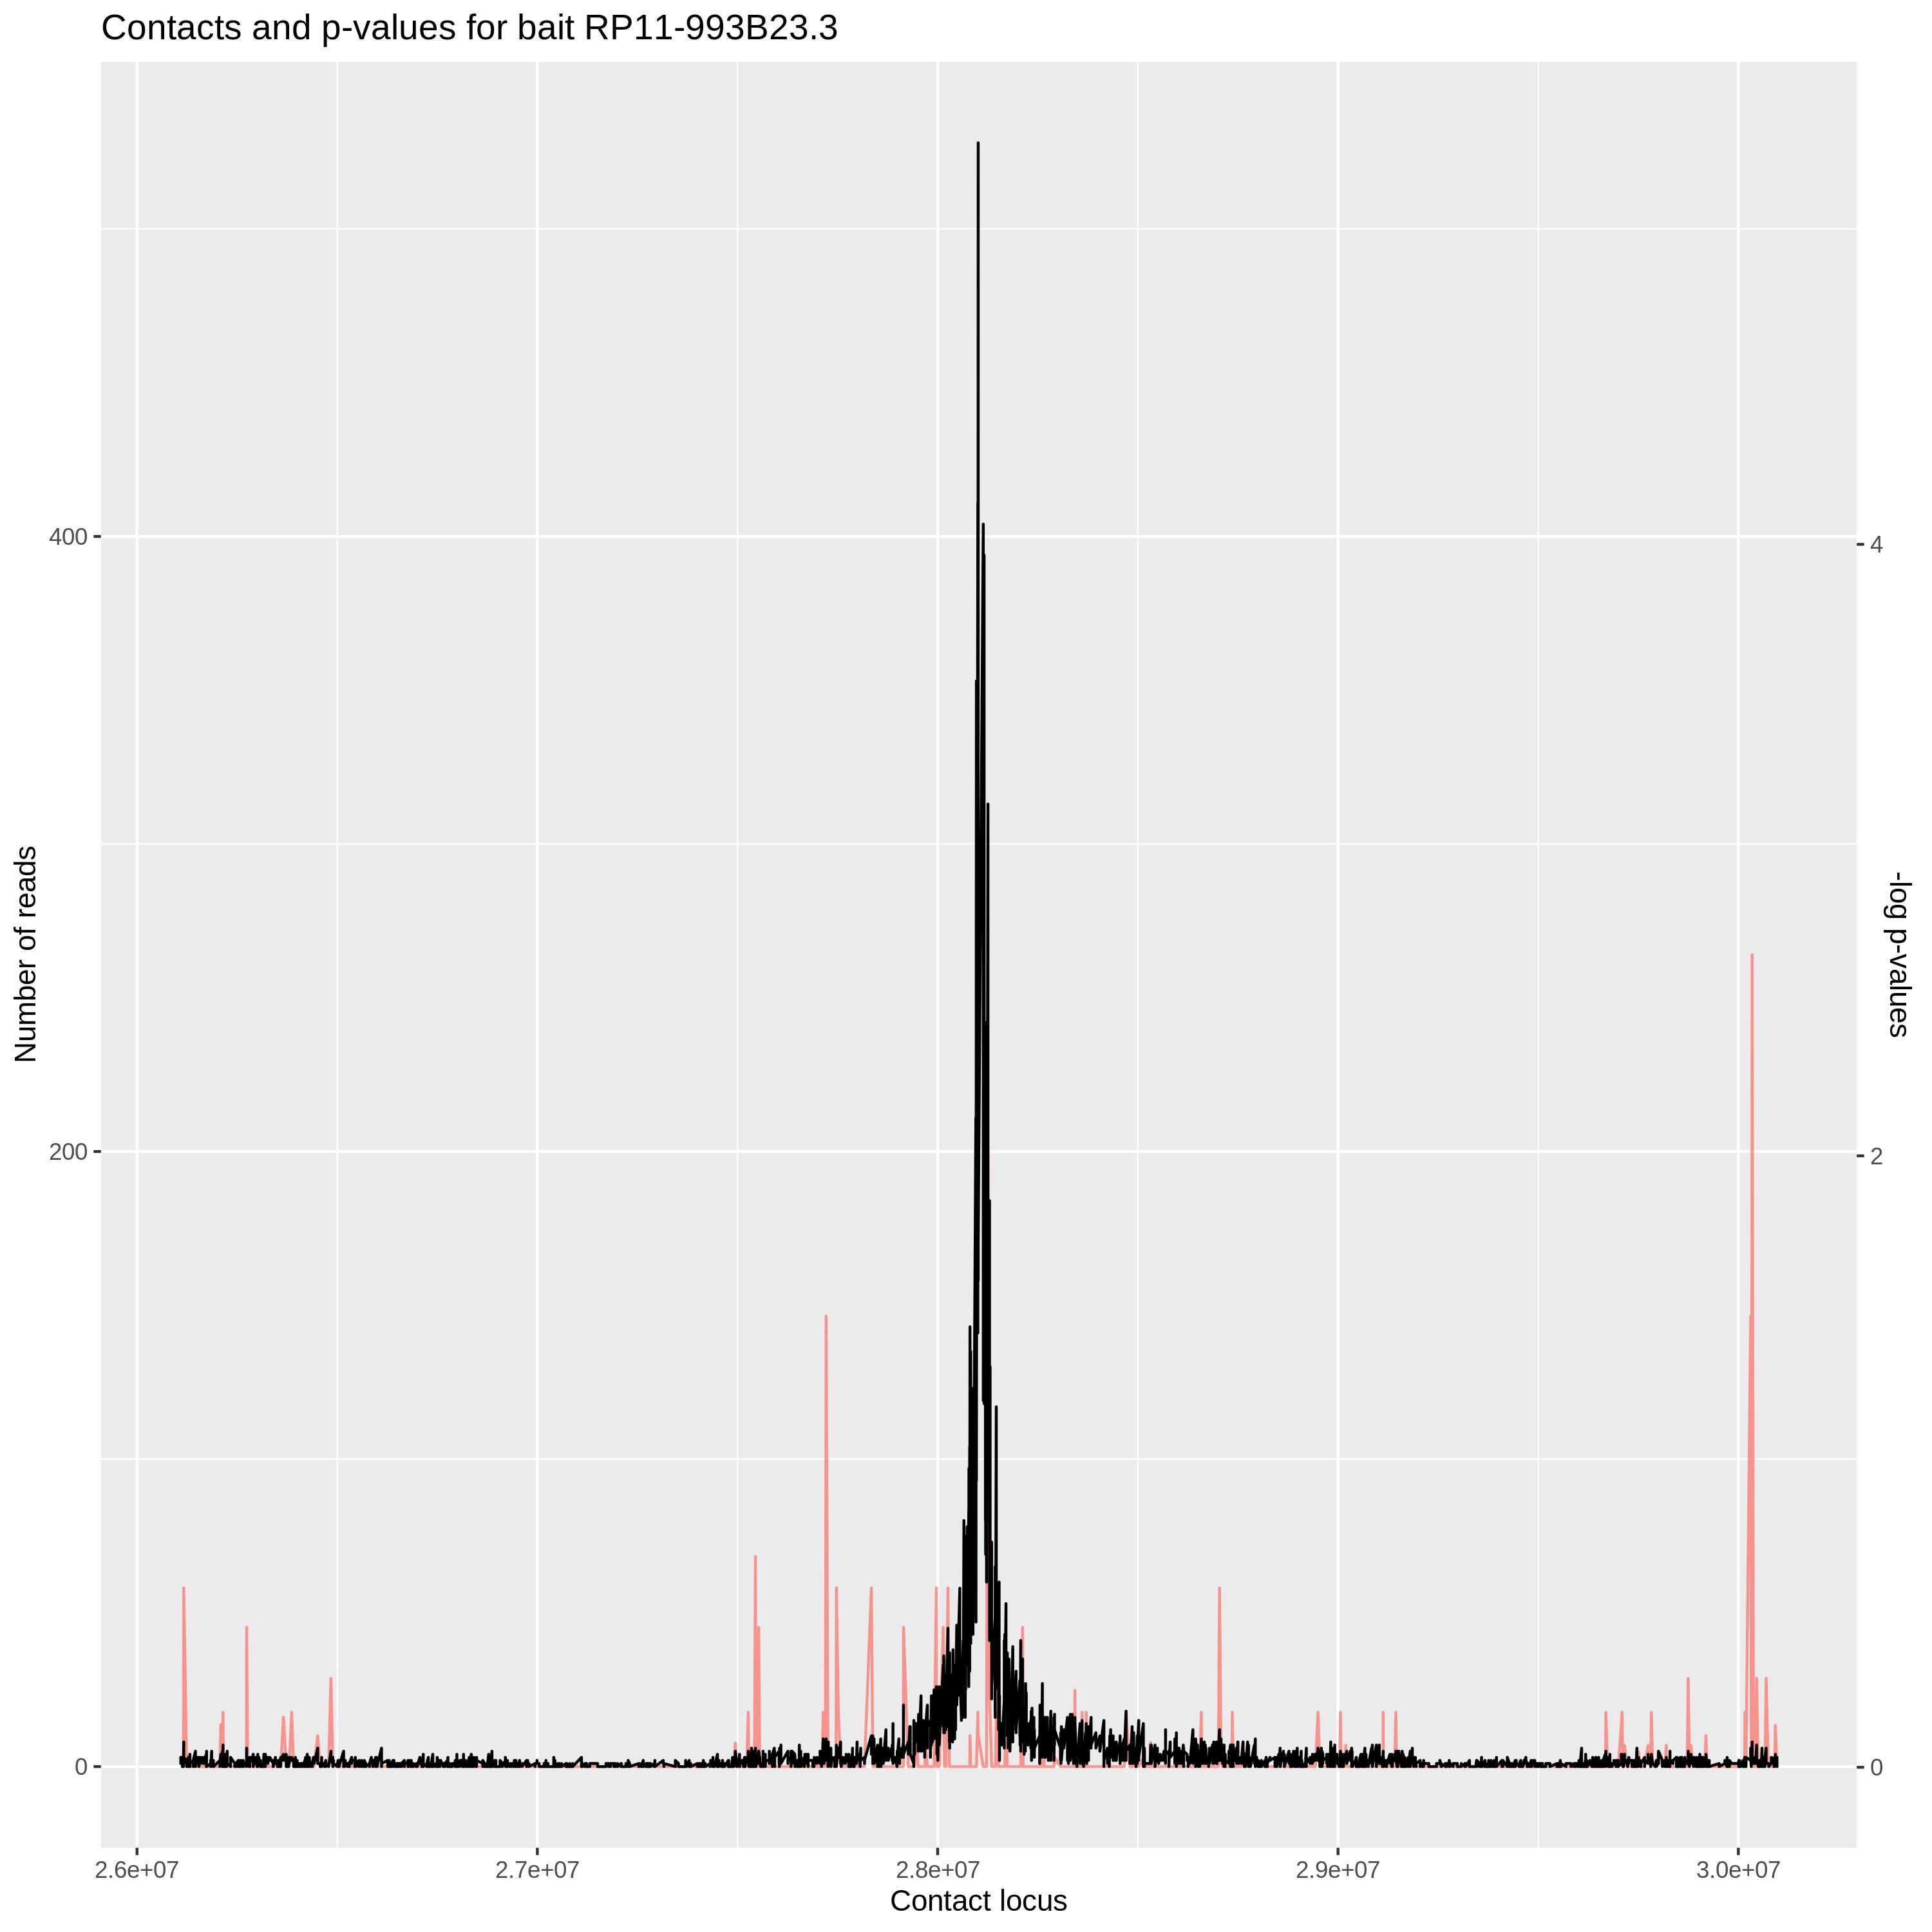 Contacts and p-values for bait RP11-993B23.3
Number of reads
400
200
0
4
2
0
-log p-values
2.6e+07 2.7e+07 2.8e+07 2.9e+07 3.0e+07
Contact locus